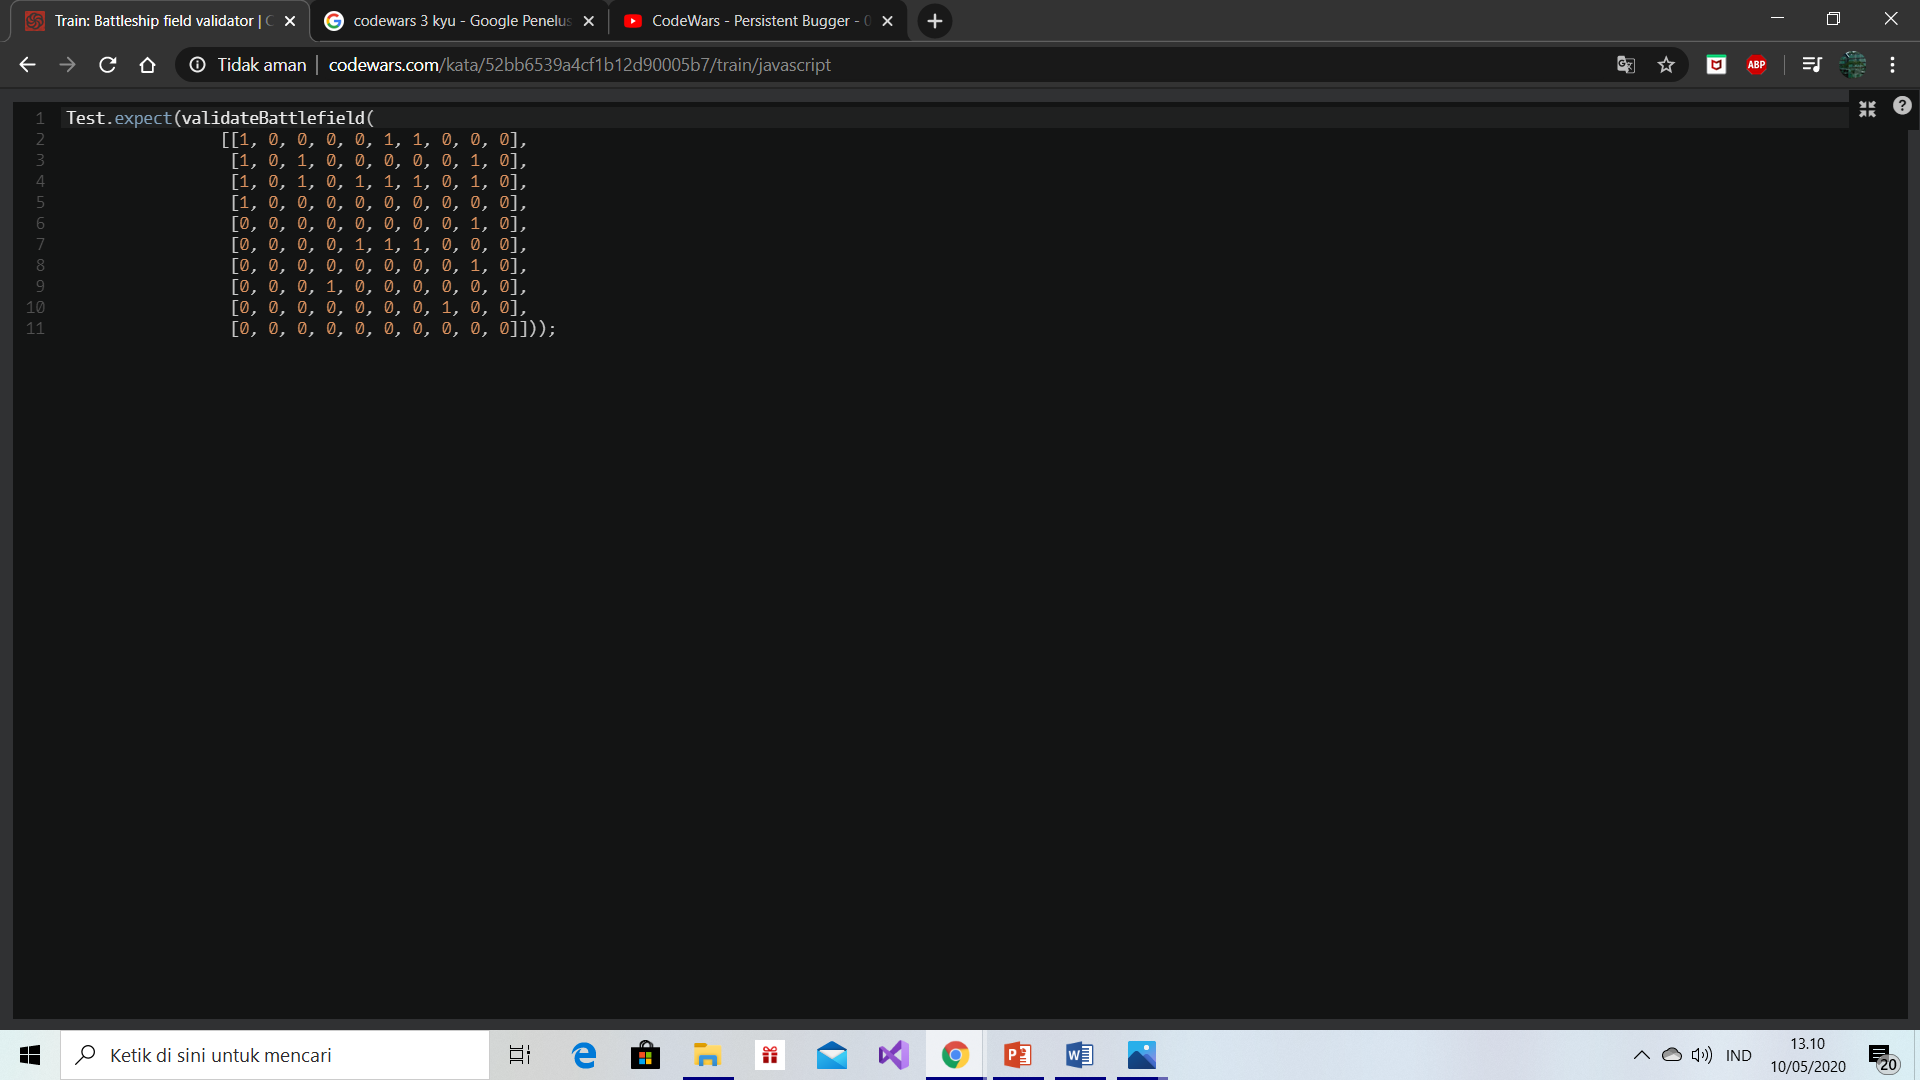 Train: Battleship field validator | C
codewars 3 kyu - Google Penelus
CodeWars - Persistent Bugger - 0
Tidak aman | codewars.com/kata/52bb6539a4cf1b12d90005b7/train/javascript
ABP
1 Test.expect(validateBattlefield(
2 [[1, 0, 0, 0, 0, 1, 1, 0, 0, 0],
3 [1, 0, 1, 0, 0, 0, 0, 0, 1, 0],
4 [1, 0, 1, 0, 1, 1, 1, 0, 1, 0],
5 [1, 0, 0, 0, 0, 0, 0, 0, 0, 0],
6 [0, 0, 0, 0, 0, 0, 0, 0, 1, 0],
7 [0, 0, 0, 0, 1, 1, 1, 0, 0, 0],
8 [0, 0, 0, 0, 0, 0, 0, 0, 1, 0],
9 [0, 0, 0, 1, 0, 0, 0, 0, 0, 0],
10 [0, 0, 0, 0, 0, 0, 0, 1, 0, 0],
11 [0, 0, 0, 0, 0, 0, 0, 0, 0, 0]]));
Ketik di sini untuk mencari
IND
13.10
10/05/2020
20